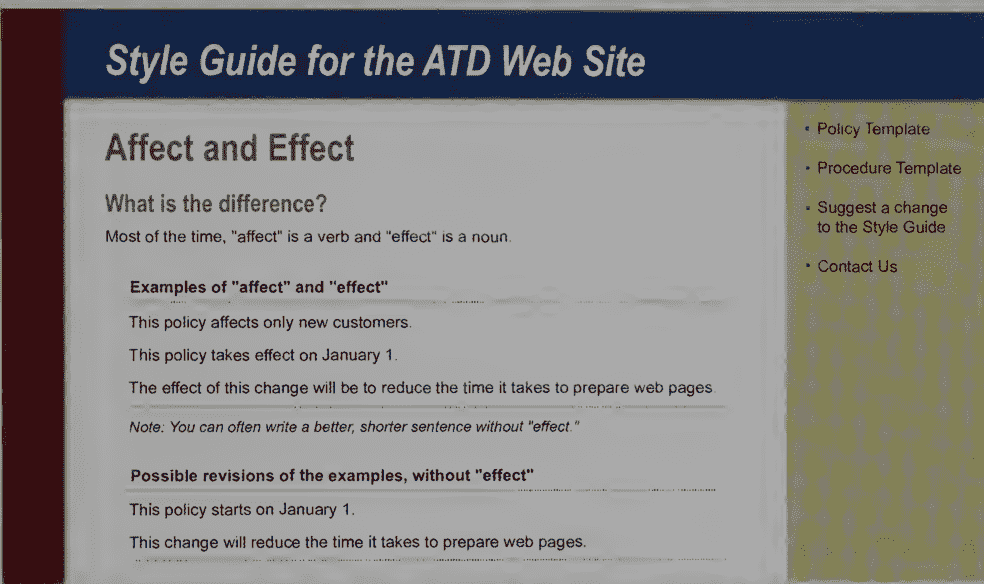 Style Guide for the ATD Web Site
Affect and Effect
What is the difference?
Most of the time, "affect" is a verb and "effect" is a noun.
Examples of "affect" and "effect"
This policy affects only new customers.
This policy takes effect on January 1.
The effect of this change will be to reduce the time it takes to prepare web pages.
Note: You can often write a better, shorter sentence without "effect."
Possible revisions of the examples, without "effect"
This policy starts on January 1.
This change will reduce the time it takes to prepare web pages.
• Policy Template
• Procedure Template
• Suggest a change
to the Style Guide
• Contact Us